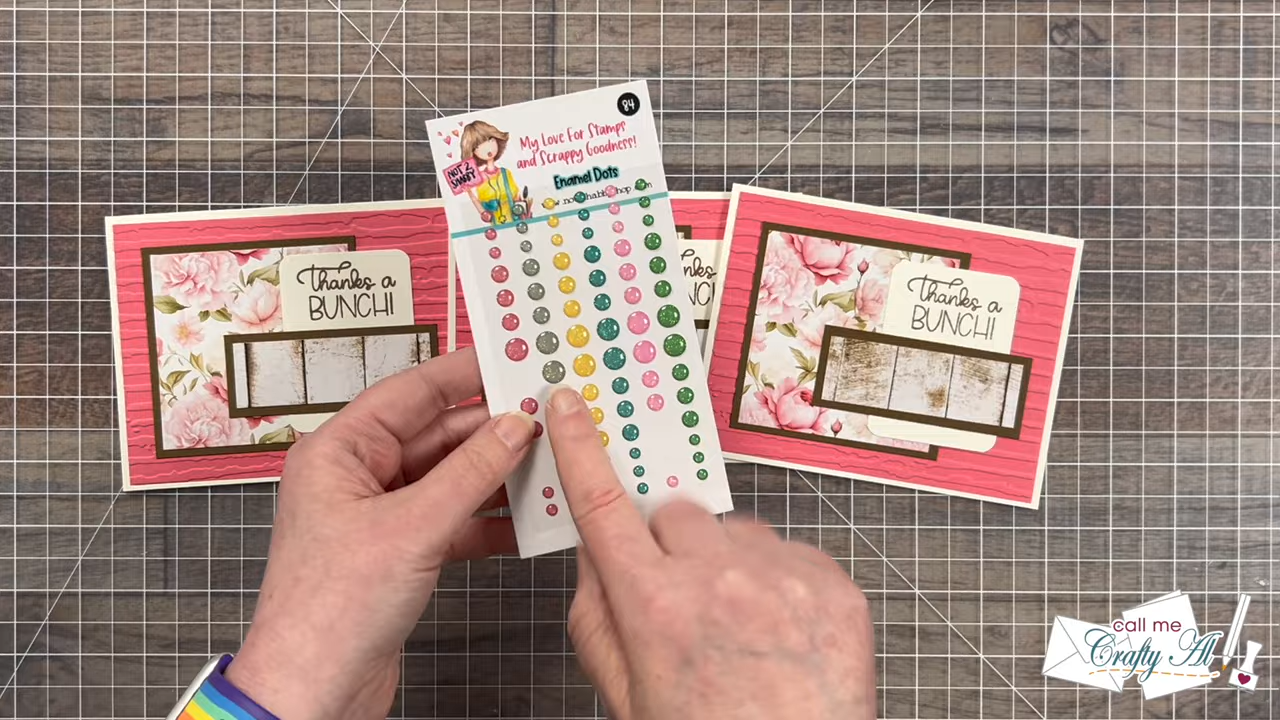 84
My Love For Stamps
and Scrappy Goodness!
NOT 2
SHABBY
Enamel Dots
Thanks a
BUNCH!
Thanks a
BUNCH!
call me
Crafty Al